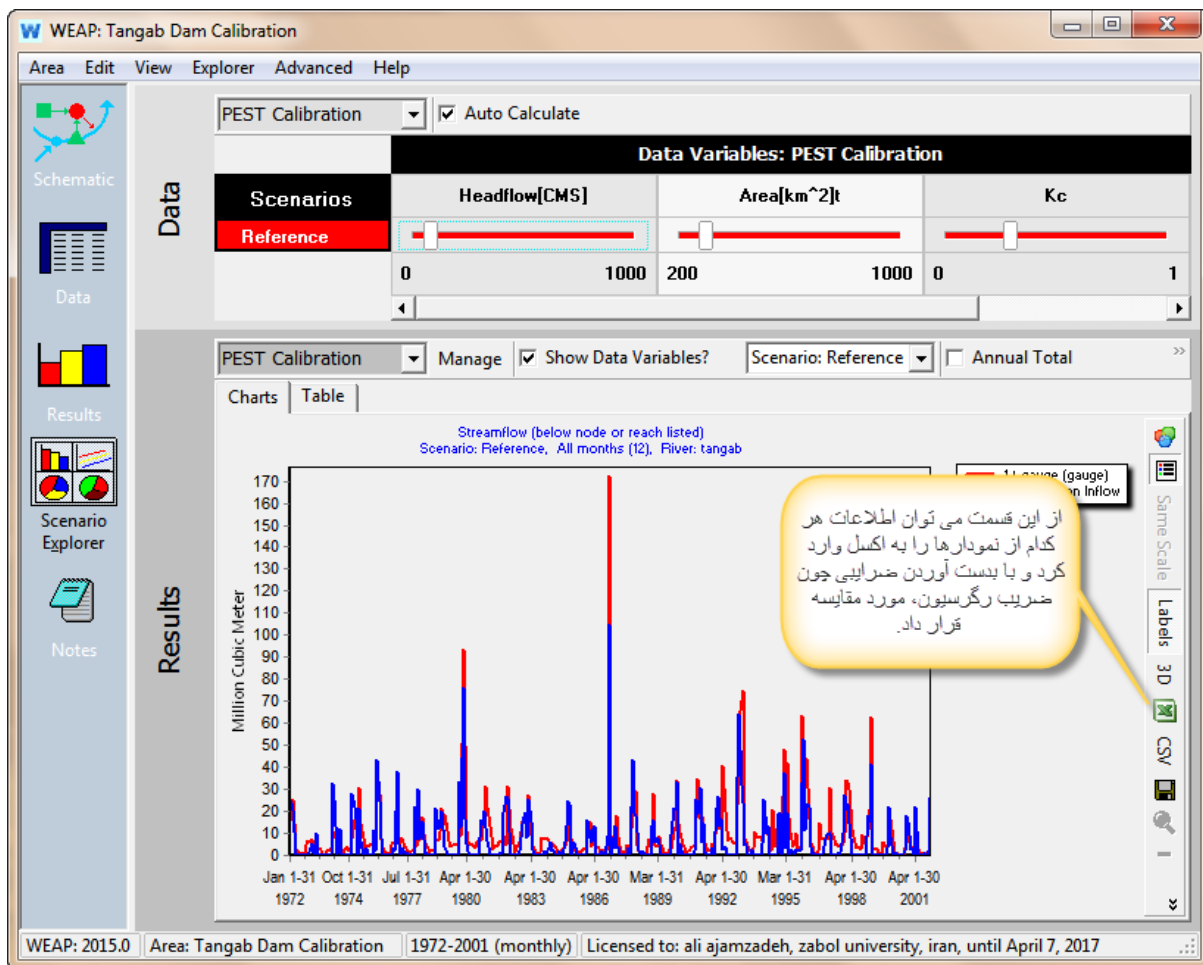 WEAP: Tangab Dam Calibration
Area Edit View Explorer Advanced Help
Schematic
Data
Results
Scenario
Explorer
Notes
Data
PEST Calibration Auto Calculate
Data Variables: PEST Calibration
Scenarios Headflow[CMS] Area[km^2]t Kc
Reference
0 1000 200 1000 0 1
Results
PEST Calibration Manage Show Data Variables? Scenario: Reference Annual Total
Charts Table
Streamflow (below node or reach listed)
Scenario: Reference, All months (12), River: tangab
gauge (gauge)
Inflow
از این قسمت می توان اطلاعات هر
کدام از نمودارها را به اکسل وارد
کرد و با بدست آوردن ضرایبی چون
ضریب رگرسیون، مورد مقایسه
قرار داد.
Same Scale
Labels
3D
CSV
Million Cubic Meter
170
160
150
140
130
120
110
100
90
80
70
60
50
40
30
20
10
0
Jan 1-31 Oct 1-31 Jul 1-31 Apr 1-30 Apr 1-30 Apr 1-30 Mar 1-31 Apr 1-30 Mar 1-31 Apr 1-30 Apr 1-30
1972 1974 1977 1980 1983 1986 1989 1992 1995 1998 2001
WEAP: 2015.0 Area: Tangab Dam Calibration 1972-2001 (monthly) Licensed to: ali ajamzadeh, zabol university, iran, until April 7, 2017